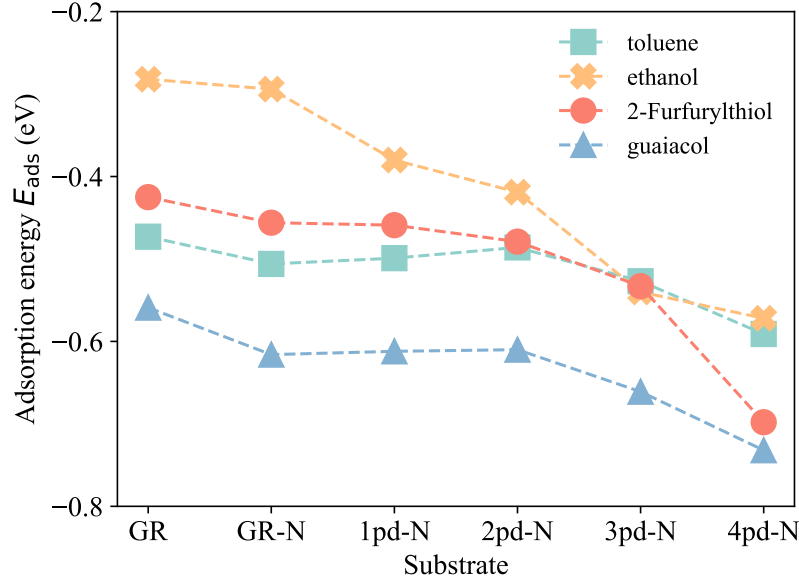 −0.2
−0.4
−0.6
−0.8
Adsorption energy E_ads (eV)
toluene
ethanol
2-Furfurylthiol
guaiacol
GR GR-N 1pd-N 2pd-N 3pd-N 4pd-N
Substrate